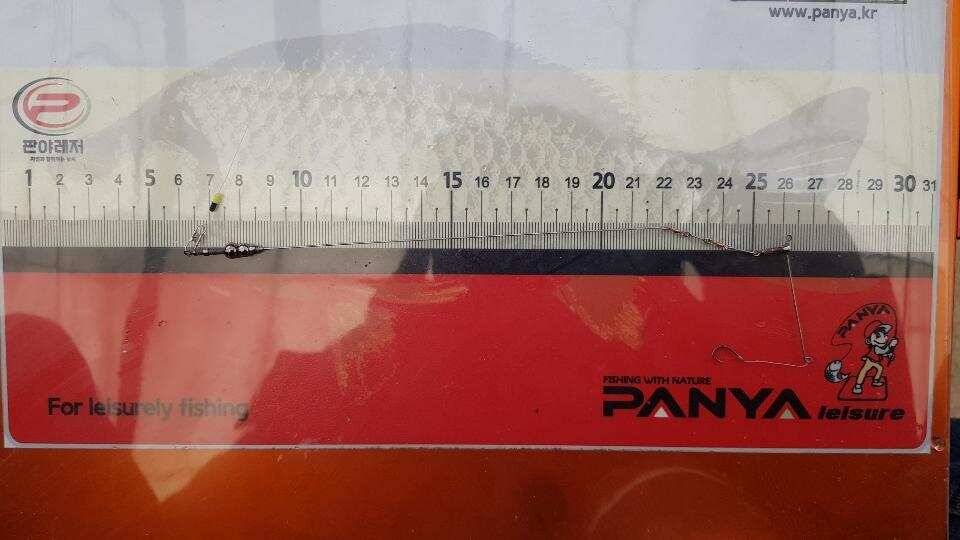 www.panya.kr
판야레저
1 2 3 4 5 6 7 8 9 10 11 12 13 14 15 16 17 18 19 20 21 22 23 24 25 26 27 28 29 30 31
PANYA
For leisurely fishing
FISHING WITH NATURE
PANYA leisure